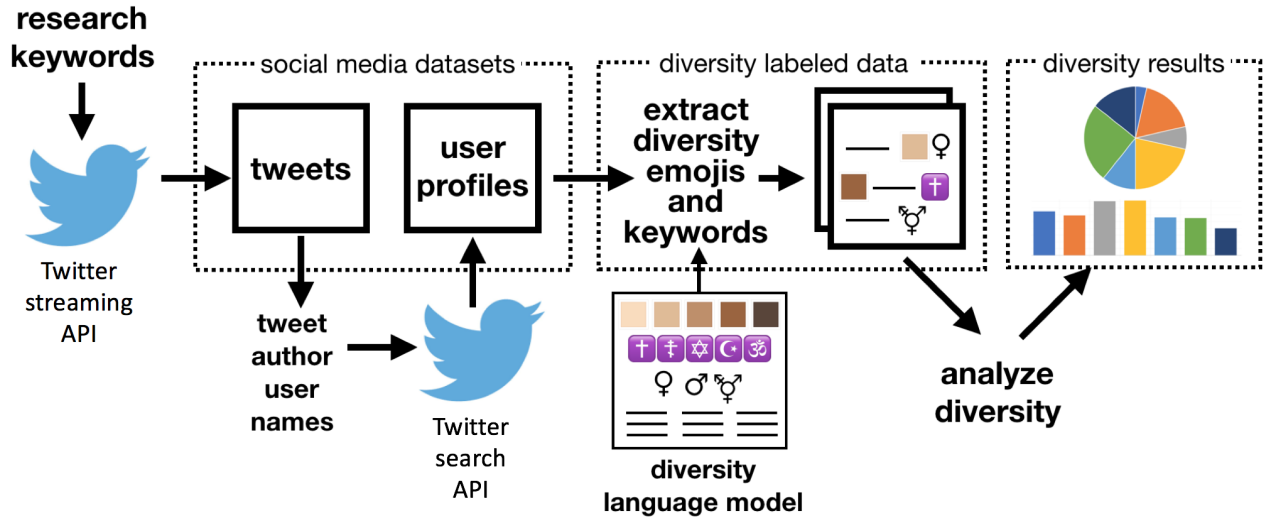 research
keywords
Twitter
streaming
API
social media datasets
tweets
user
profiles
tweet
author
user
names
Twitter
search
API
diversity labeled data
extract
diversity
emojis
and
keywords
diversity
language model
analyze
diversity
diversity results